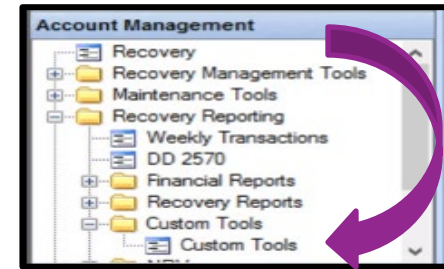 Account Management
Recovery
Recovery Management Tools
Maintenance Tools
Recovery Reporting
Weekly Transactions
DD 2570
Financial Reports
Recovery Reports
Custom Tools
Custom Tools